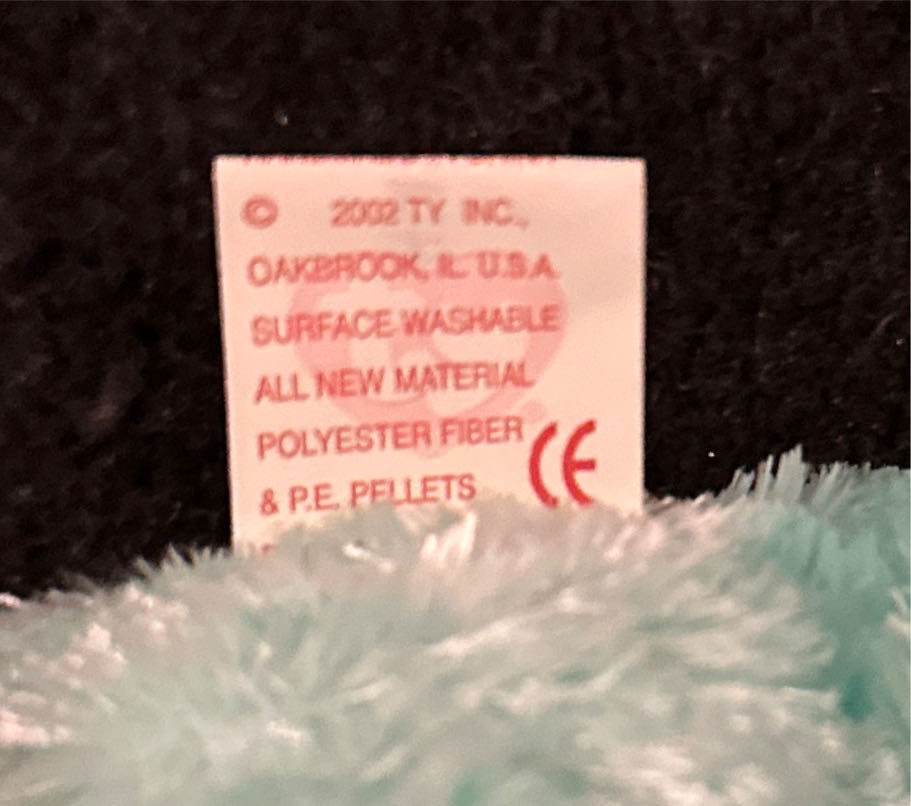 © 2002 TY INC.,
OAKBROOK, IL. U.S.A.
SURFACE WASHABLE
ALL NEW MATERIAL
POLYESTER FIBER
& P.E. PELLETS CE